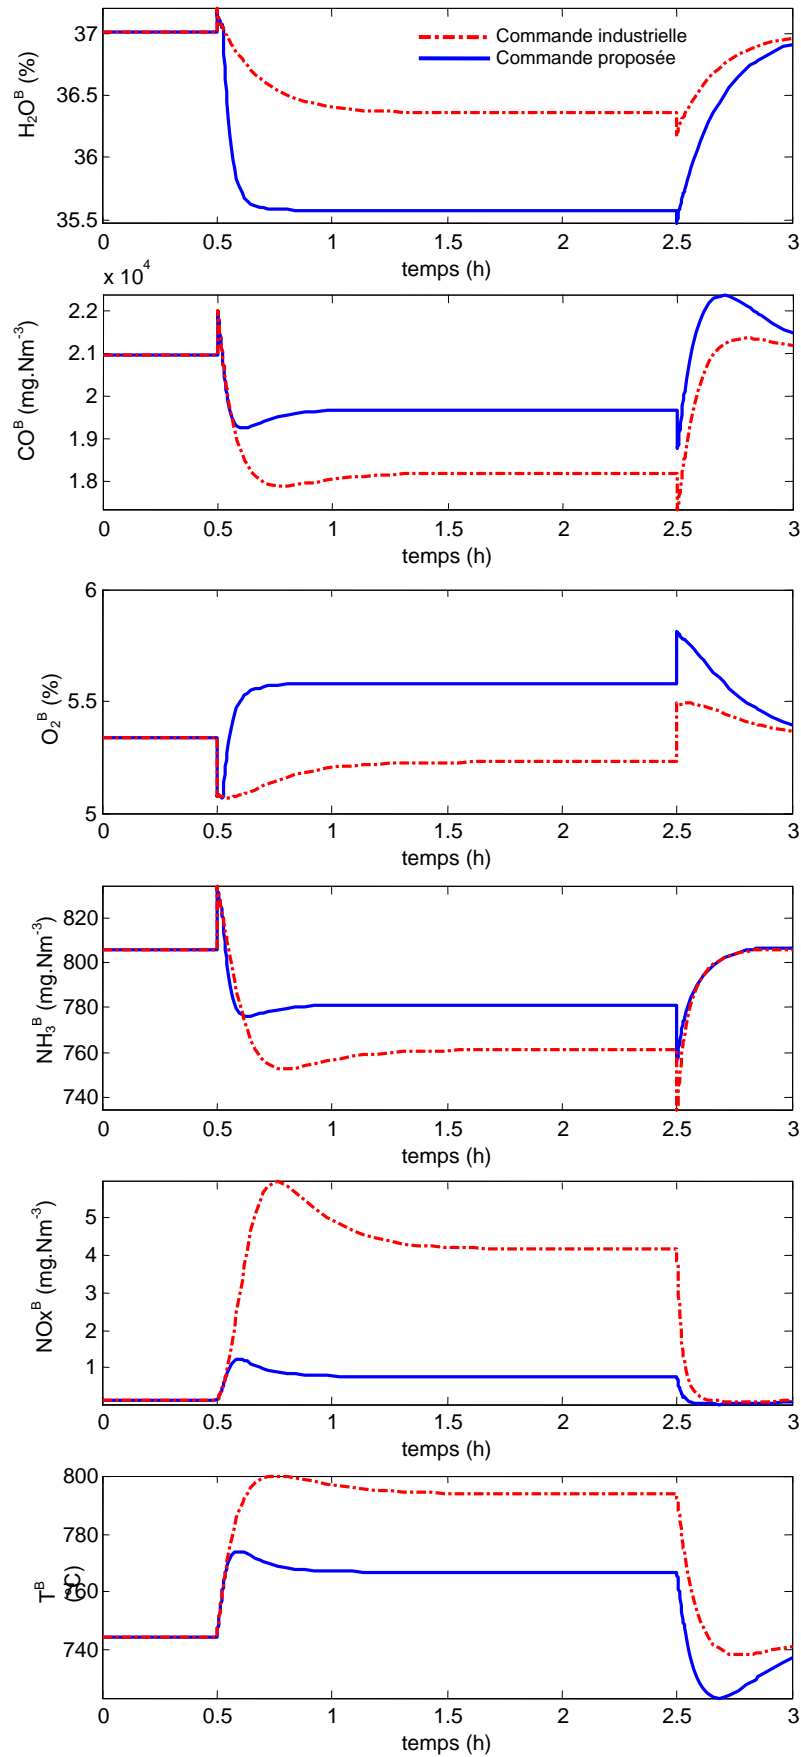 37
36.5
36
35.5
H₂Oᴮ (%)
Commande industrielle
Commande proposée
0 0.5 1 1.5 2 2.5 3
temps (h)
x 10⁴
2.2
2.1
2
1.9
1.8
COᴮ (mg.Nm⁻³)
0 0.5 1 1.5 2 2.5 3
temps (h)
6
5.5
5
O₂ᴮ (%)
0 0.5 1 1.5 2 2.5 3
temps (h)
820
800
780
760
740
NH₃ᴮ (mg.Nm⁻³)
0 0.5 1 1.5 2 2.5 3
temps (h)
5
4
3
2
1
NOxᴮ (mg.Nm⁻³)
0 0.5 1 1.5 2 2.5 3
temps (h)
800
780
760
740
Tᴮ
(°C)
0 0.5 1 1.5 2 2.5 3
temps (h)